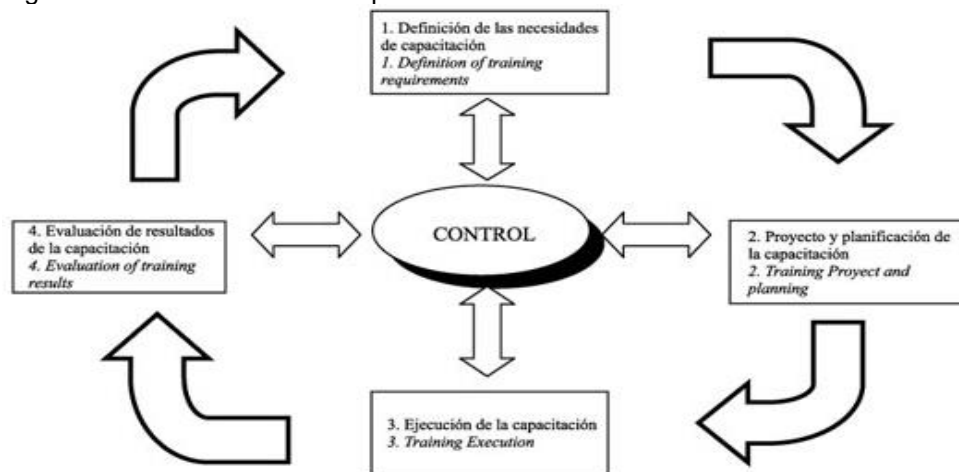 1. Definición de las necesidades
de capacitación
1. Definition of training
requirements
4. Evaluación de resultados
de la capacitación
4. Evaluation of training
results
CONTROL
2. Proyecto y planificación de
la capacitación
2. Training Proyect and
planning
3. Ejecución de la capacitación
3. Training Execution